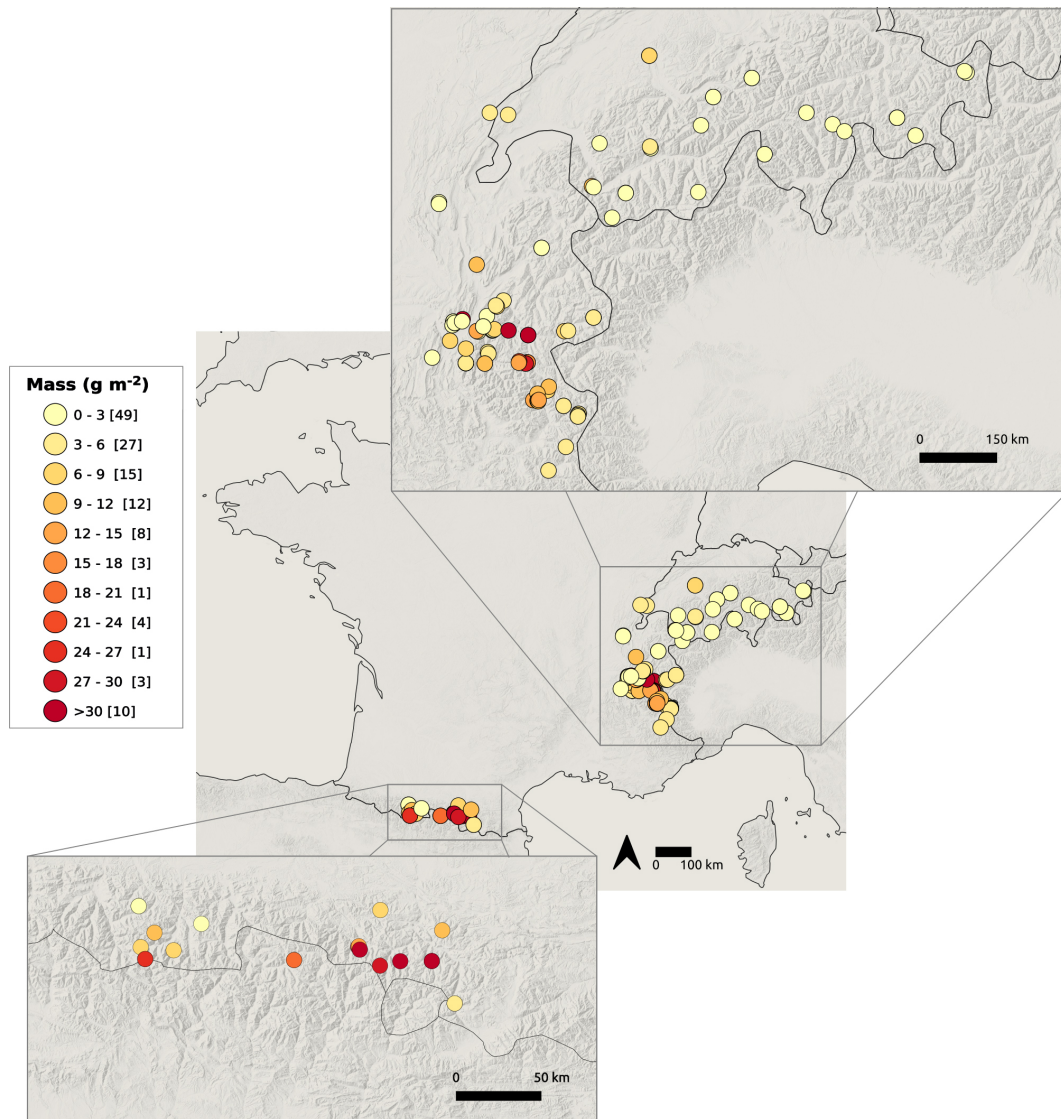 0 150 km
Mass (g m-2)
0 - 3 [49]
3 - 6 [27]
6 - 9 [15]
9 - 12 [12]
12 - 15 [8]
15 - 18 [3]
18 - 21 [1]
21 - 24 [4]
24 - 27 [1]
27 - 30 [3]
>30 [10]
0 100 km
0 50 km